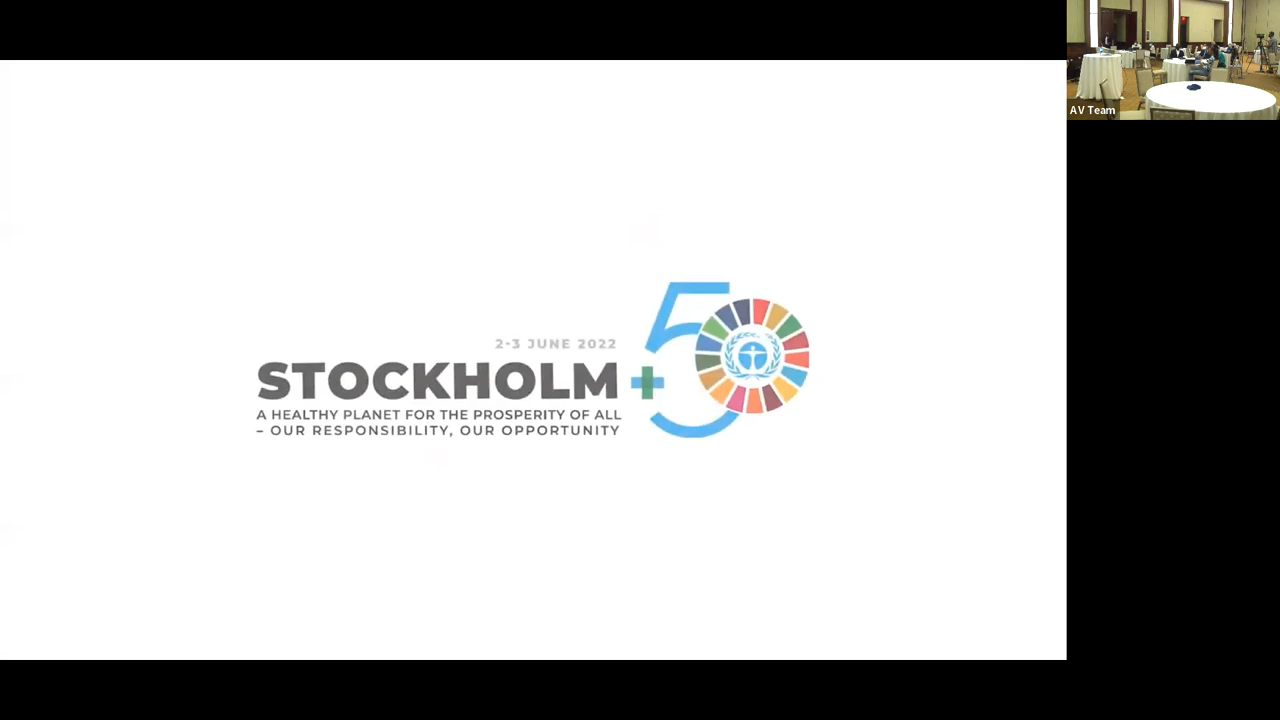 AV Team
2-3 JUNE 2022
STOCKHOLM+50
A HEALTHY PLANET FOR THE PROSPERITY OF ALL
– OUR RESPONSIBILITY, OUR OPPORTUNITY